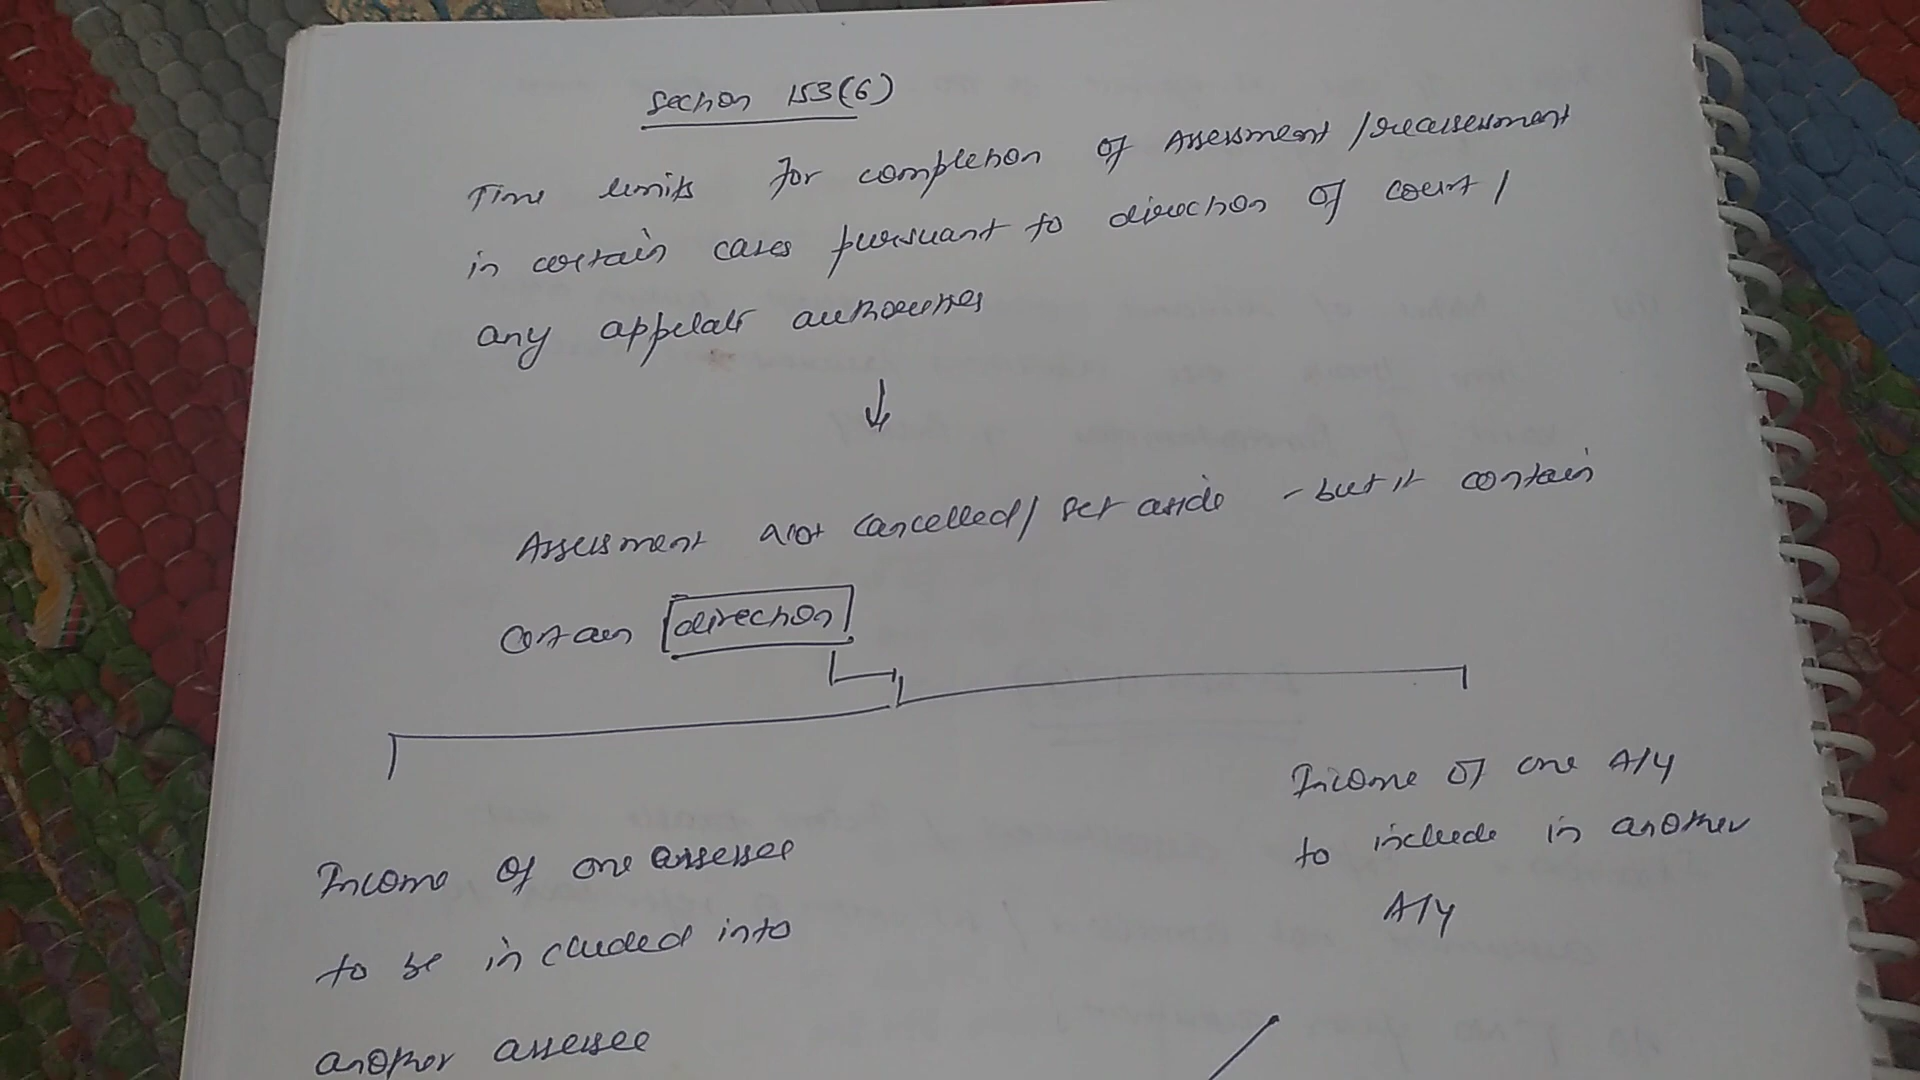 Section 153(6)
Time limits for completion of Assessment / reassessment
in certain cases pursuant to direction of court /
any appelate authorities
Assessment not cancelled / set aside - but it contain
certain direction
Income of one A/Y
to include in another
A/Y
Income of one assessee
to be included into
another assessee